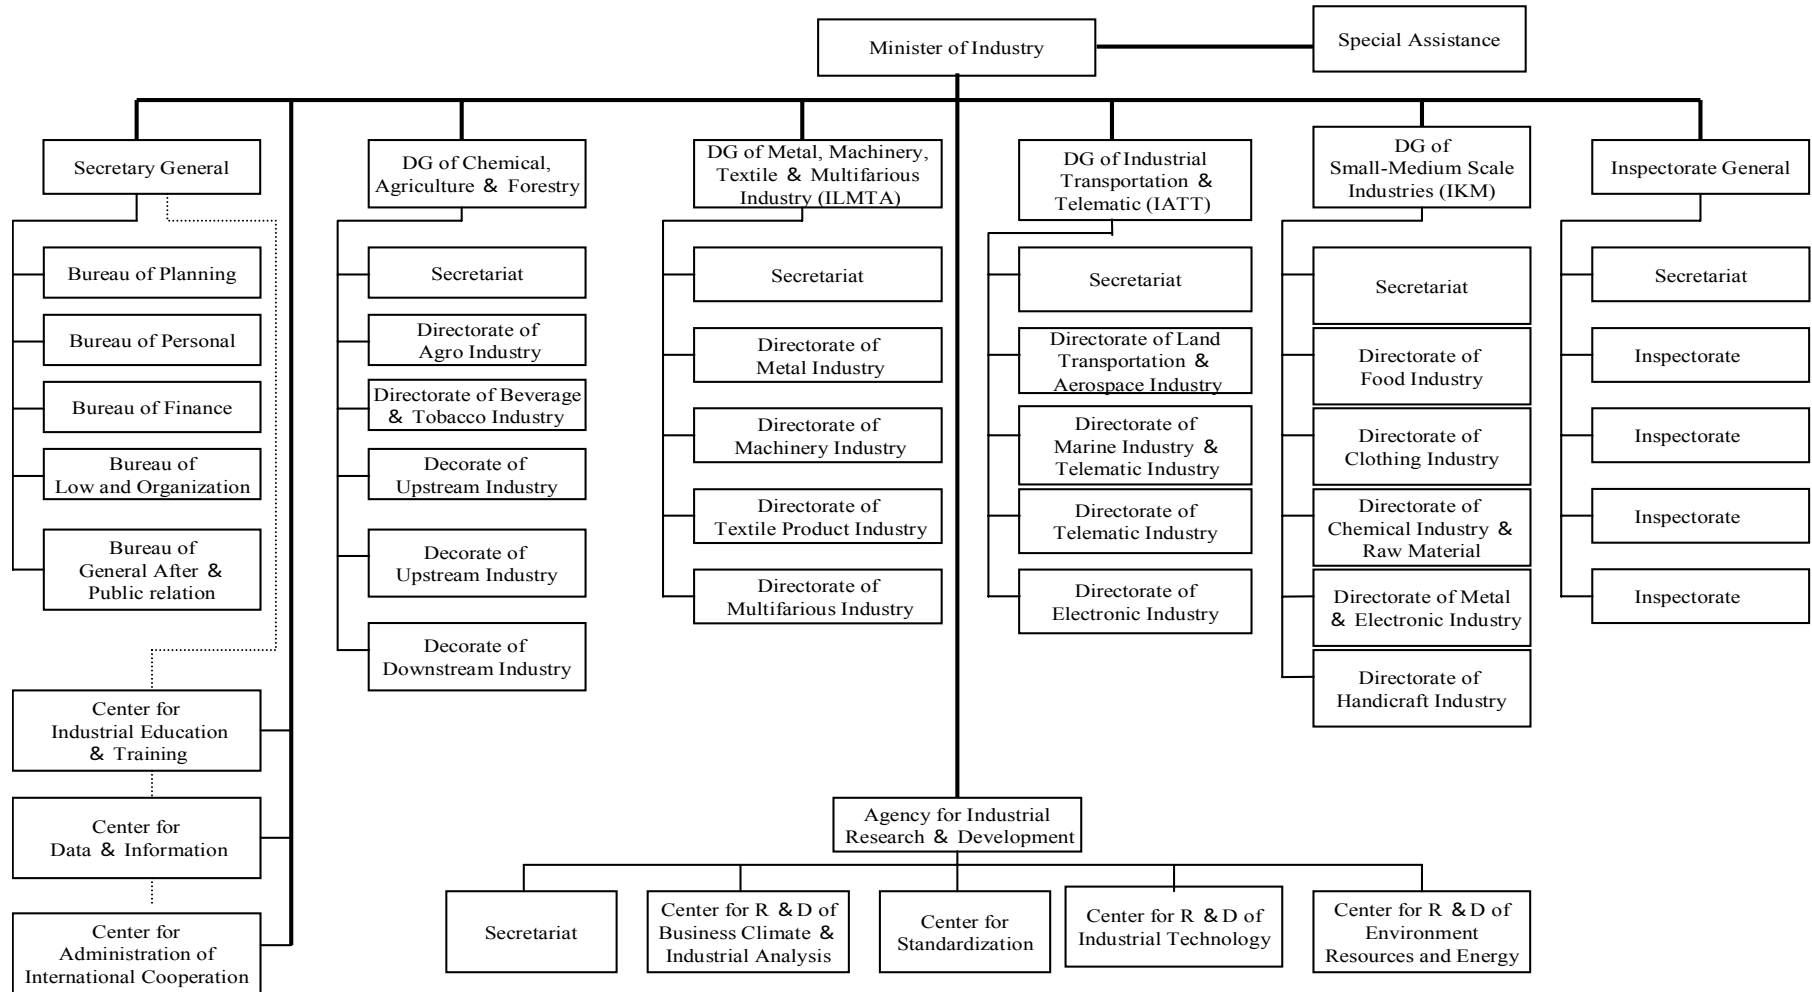 Minister of Industry
Special Assistance
Secretary General
Bureau of Planning
Bureau of Personal
Bureau of Finance
Bureau of
Low and Organization
Bureau of
General After &
Public relation
Center for
Industrial Education
& Training
Center for
Data & Information
Center for
Administration of
International Cooperation
DG of Chemical,
Agriculture & Forestry
Secretariat
Directorate of
Agro Industry
Directorate of Beverage
& Tobacco Industry
Decorate of
Upstream Industry
Decorate of
Upstream Industry
Decorate of
Downstream Industry
DG of Metal, Machinery,
Textile & Multifarious
Industry (ILMTA)
Secretariat
Directorate of
Metal Industry
Directorate of
Machinery Industry
Directorate of
Textile Product Industry
Directorate of
Multifarious Industry
DG of Industrial
Transportation &
Telematic (IATT)
Secretariat
Directorate of Land
Transportation &
Aerospace Industry
Directorate of
Marine Industry &
Telematic Industry
Directorate of
Telematic Industry
Directorate of
Electronic Industry
DG of
Small-Medium Scale
Industries (IKM)
Secretariat
Directorate of
Food Industry
Directorate of
Clothing Industry
Directorate of
Chemical Industry &
Raw Material
Directorate of Metal
& Electronic Industry
Directorate of
Handicraft Industry
Inspectorate General
Secretariat
Inspectorate
Inspectorate
Inspectorate
Inspectorate
Agency for Industrial
Research & Development
Secretariat
Center for R & D of
Business Climate &
Industrial Analysis
Center for
Standardization
Center for R & D of
Industrial Technology
Center for R & D of
Environment
Resources and Energy